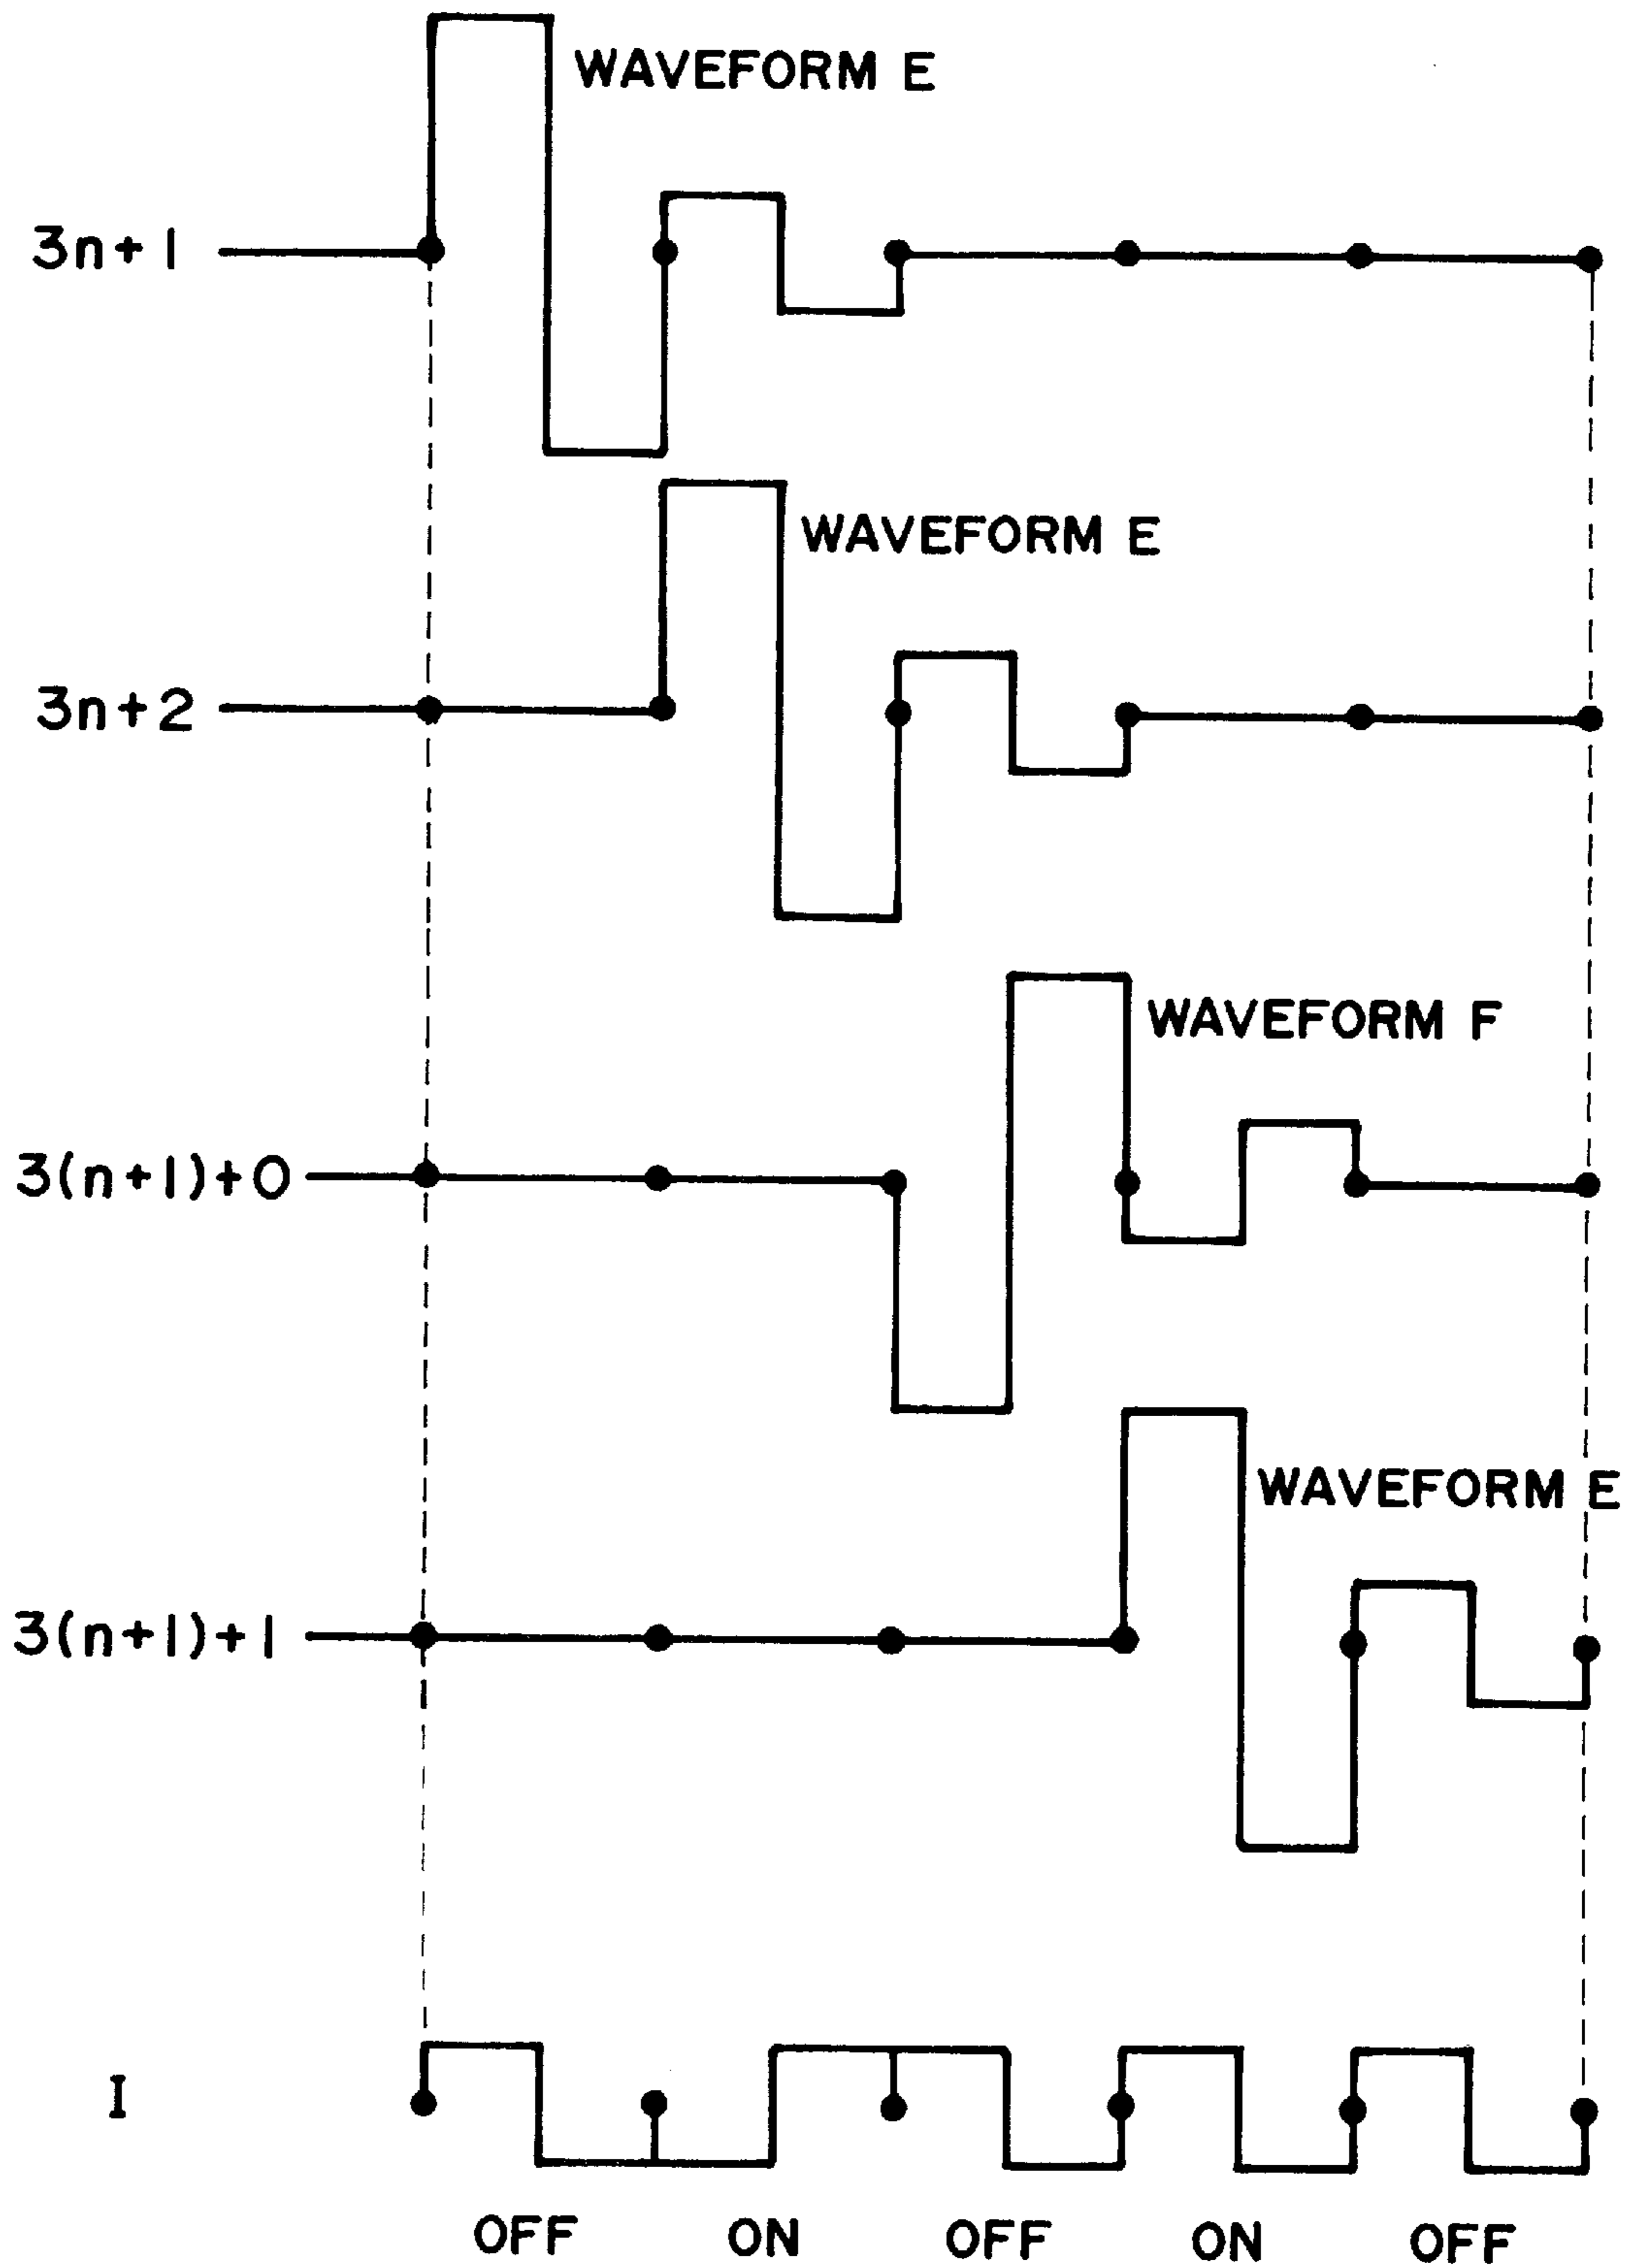 WAVEFORM E
3n+1
WAVEFORM E
3n+2
WAVEFORM F
3(n+1)+0
WAVEFORM E
3(n+1)+1
I
OFF ON OFF ON OFF